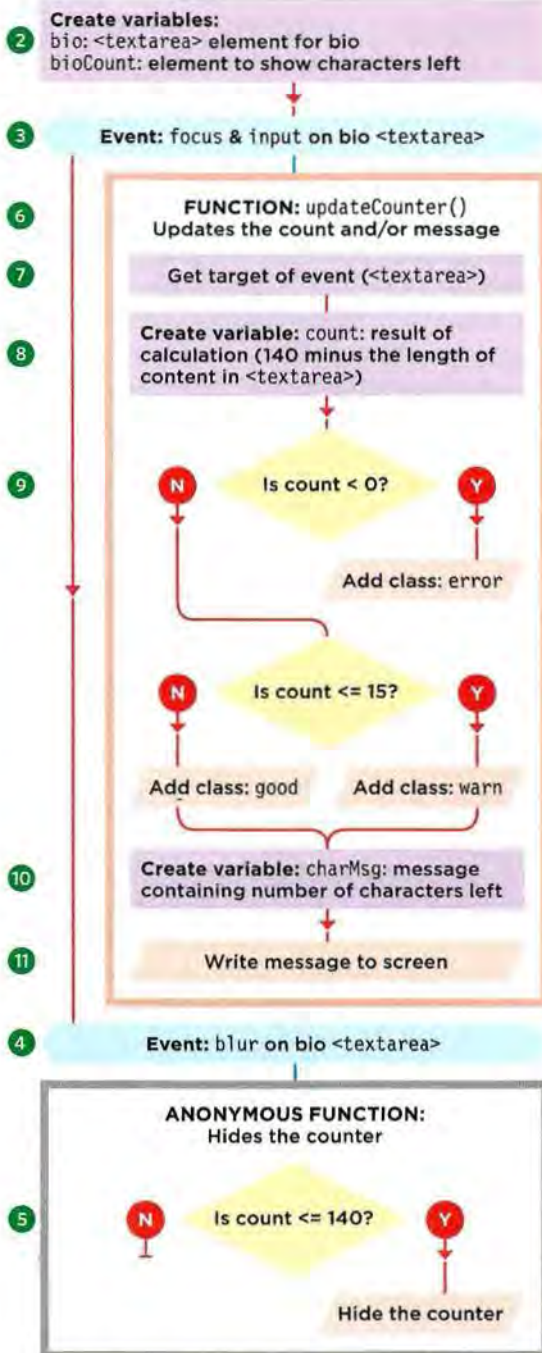 Create variables:
2 bio: <textarea> element for bio
bioCount: element to show characters left
3 Event: focus & input on bio <textarea>
6 FUNCTION: updateCounter()
Updates the count and/or message
7 Get target of event (<textarea>)
8 Create variable: count: result of
calculation (140 minus the length of
content in <textarea>)
9 N Is count < 0? Y
Add class: error
N Is count <= 15? Y
Add class: good Add class: warn
10 Create variable: charMsg: message
containing number of characters left
11 Write message to screen
4 Event: blur on bio <textarea>
ANONYMOUS FUNCTION:
Hides the counter
5 N Is count <= 140? Y
Hide the counter